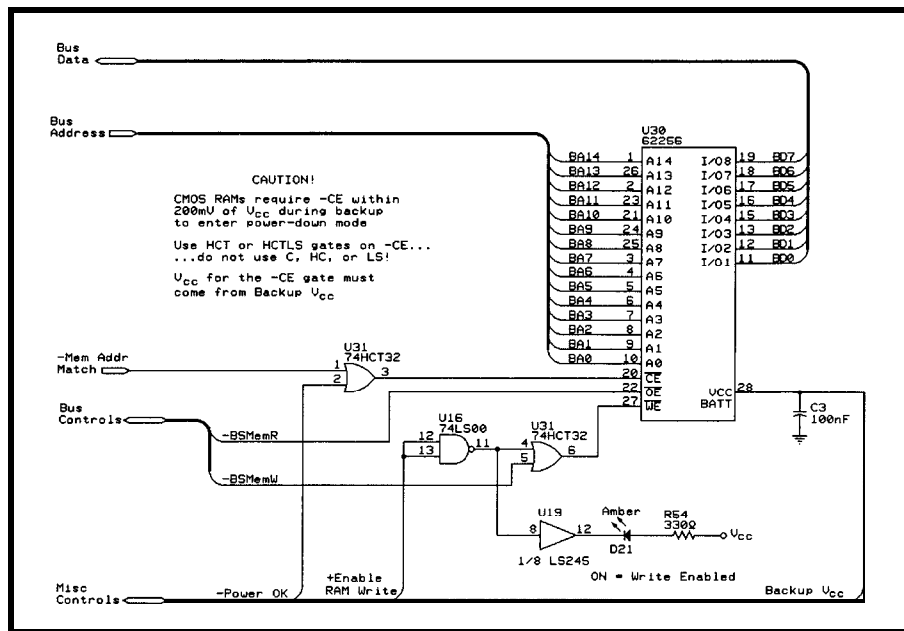 Bus
Data
Bus
Address
U30
62256
BA14 1 A14
BA13 26 A13
BA12 2 A12
BA11 23 A11
BA10 21 A10
BA9 24 A9
BA8 25 A8
BA7 3 A7
BA6 4 A6
BA5 5 A5
BA4 6 A4
BA3 7 A3
BA2 8 A2
BA1 9 A1
BA0 10 A0
20 CE
22 OE
27 WE
I/O8 19 BD7
I/O7 18 BD6
I/O6 17 BD5
I/O5 16 BD4
I/O4 15 BD3
I/O3 13 BD2
I/O2 12 BD1
I/O1 11 BD0
VCC 28
BATT
C3
100nF
CAUTION!
CMOS RAMs require -CE within
200mV of Vcc during backup
to enter power-down mode
Use HCT or HCTLS gates on -CE...
...do not use C, HC, or LS!
Vcc for the -CE gate must
come from Backup Vcc
-Mem Addr
Match
U31
74HCT32
1
2
3
Bus
Controls
-BSMemR
-BSMemW
U16
74LS00
12
13
11
U31
74HCT32
4
5
6
U19
8
12
1/8 LS245
Amber
D21
R54
330Ω
Vcc
ON = Write Enabled
Misc
Controls
-Power OK
+Enable
RAM Write
Backup Vcc